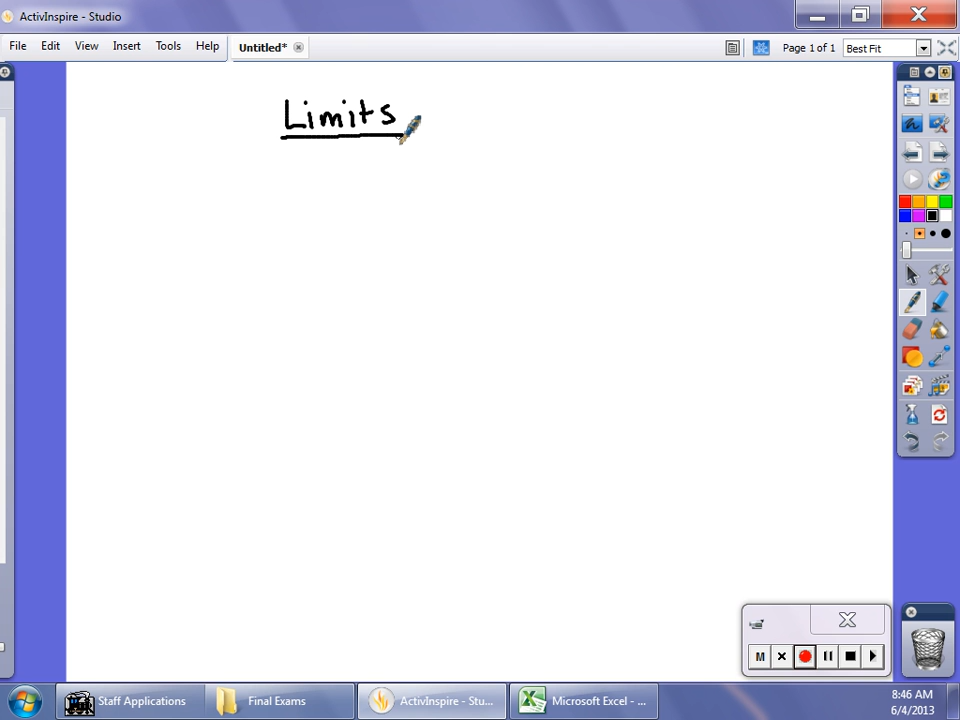 ActivInspire - Studio
File Edit View Insert Tools Help Untitled* Page 1 of 1 Best Fit
Limits
M
Staff Applications Final Exams ActivInspire - Stu... Microsoft Excel - ... 8:46 AM
6/4/2013